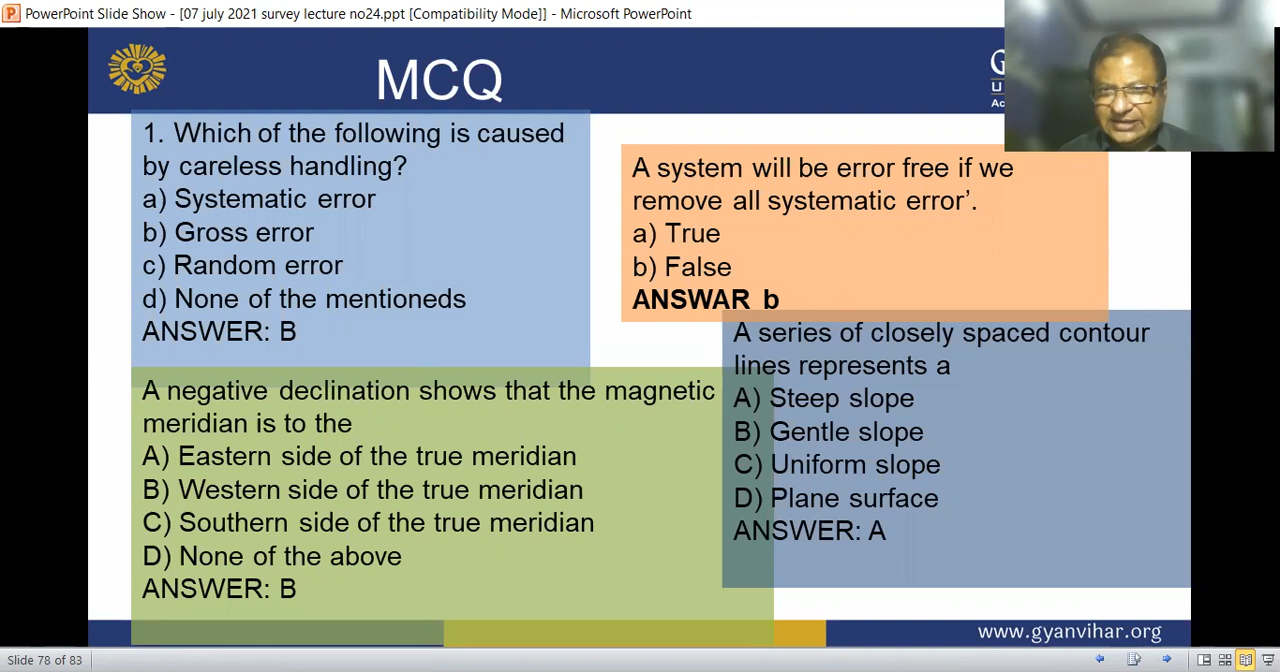 PowerPoint Slide Show - [07 july 2021 survey lecture no24.ppt [Compatibility Mode]] - Microsoft PowerPoint
MCQ
G
U
Ac
1. Which of the following is caused
by careless handling?
a) Systematic error
b) Gross error
c) Random error
d) None of the mentioneds
ANSWER: B
A system will be error free if we
remove all systematic error’.
a) True
b) False
ANSWAR b
A negative declination shows that the magnetic
meridian is to the
A) Eastern side of the true meridian
B) Western side of the true meridian
C) Southern side of the true meridian
D) None of the above
ANSWER: B
A series of closely spaced contour
lines represents a
A) Steep slope
B) Gentle slope
C) Uniform slope
D) Plane surface
ANSWER: A
www.gyanvihar.org
Slide 78 of 83